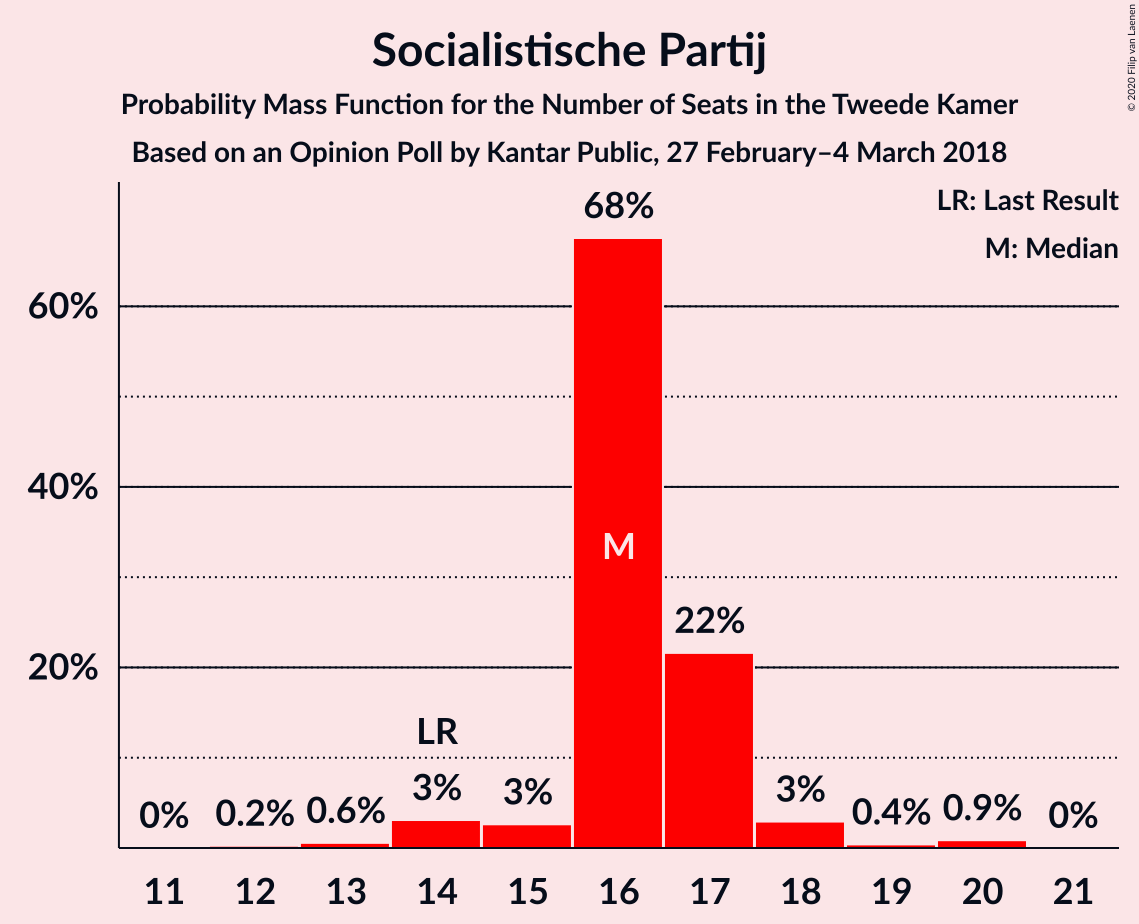 Socialistische Partij
Probability Mass Function for the Number of Seats in the Tweede Kamer
Based on an Opinion Poll by Kantar Public, 27 February–4 March 2018
© 2020 Filip van Laenen
LR: Last Result
M: Median
68%
60%
40%
M
22%
20%
LR
3%
3%
3%
0%
0.2%
0.6%
0.4%
0.9%
0%
11 12 13 14 15 16 17 18 19 20 21